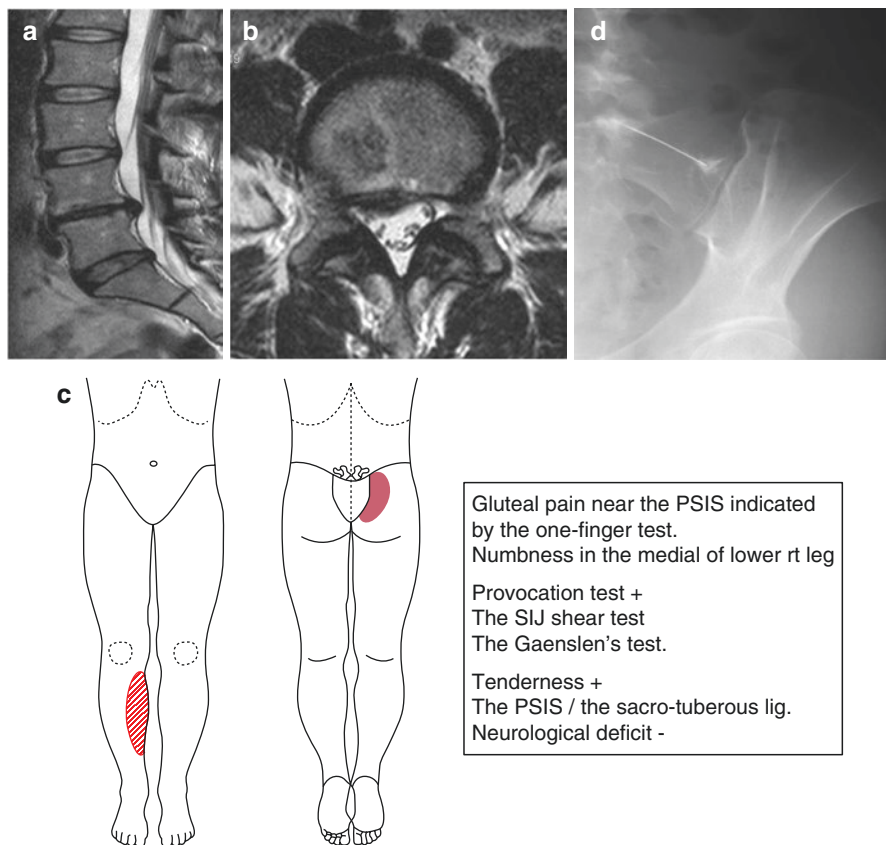 a
b
d
c
Gluteal pain near the PSIS indicated
by the one-finger test.
Numbness in the medial of lower rt leg
Provocation test +
The SIJ shear test
The Gaenslen's test.
Tenderness +
The PSIS / the sacro-tuberous lig.
Neurological deficit -